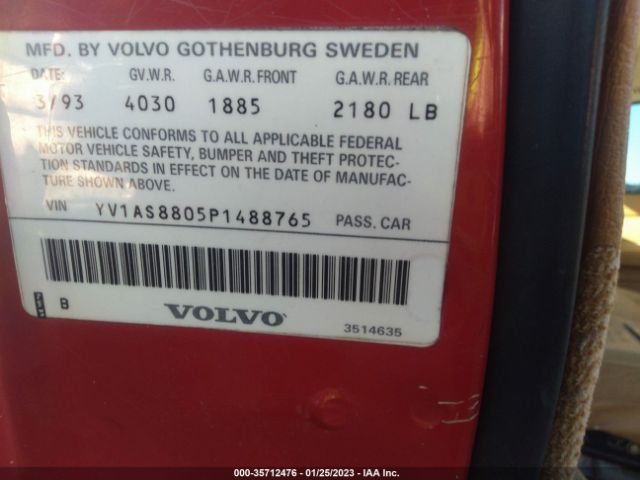 MFD. BY VOLVO GOTHENBURG SWEDEN
DATE: G.V.W.R. G.A.W.R. FRONT G.A.W.R. REAR
3/93 4030 1885 2180 LB
THIS VEHICLE CONFORMS TO ALL APPLICABLE FEDERAL
MOTOR VEHICLE SAFETY, BUMPER AND THEFT PROTEC-
TION STANDARDS IN EFFECT ON THE DATE OF MANUFAC-
TURE SHOWN ABOVE.
VIN YV1AS8805P1488765 PASS. CAR
B VOLVO 3514635
000-35712476 - 01/25/2023 - IAA Inc.